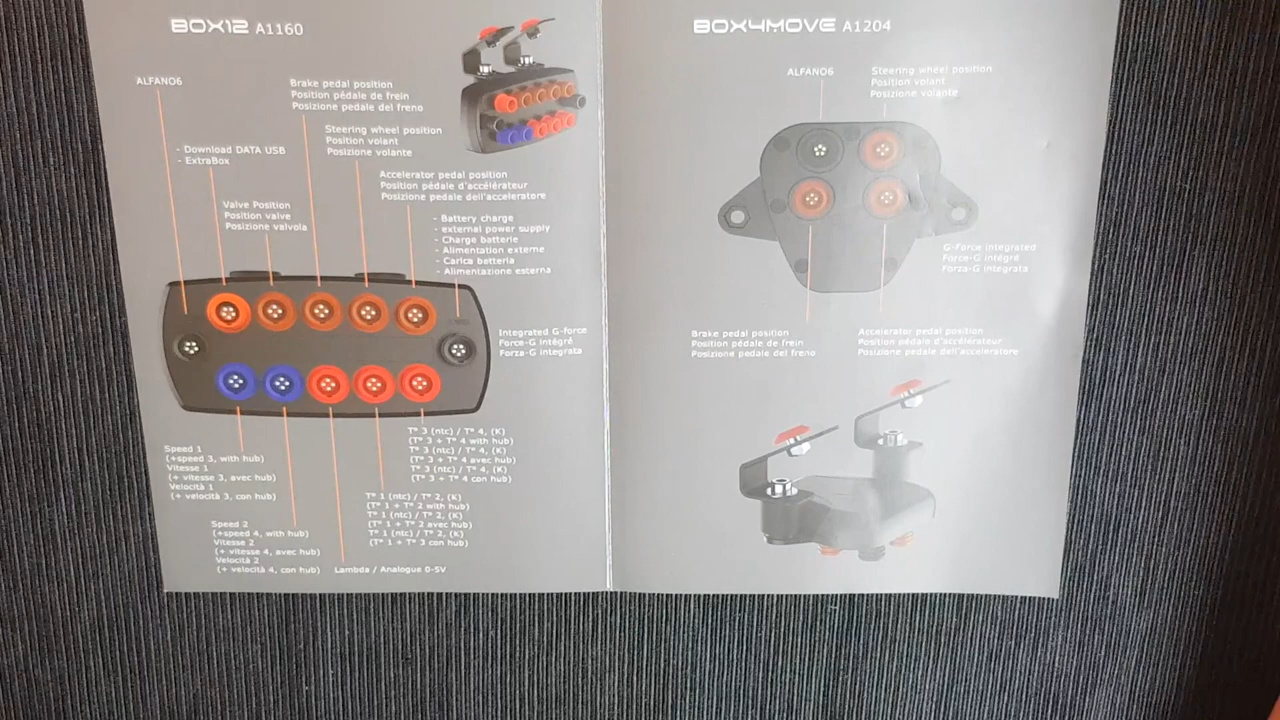 BOX12 A1160
ALFANO6
- Download DATA USB
- ExtraBox
Valve Position
Position valve
Posizione valvola
Brake pedal position
Position pédale de frein
Posizione pedale del freno
Steering wheel position
Position volant
Posizione volante
Accelerator pedal position
Position pédale d'accélérateur
Posizione pedale dell'acceleratore
- Battery charge
- external power supply
- Charge batterie
- Alimentation externe
- Carica batteria
- Alimentazione esterna
Integrated G-force
Force-G intégré
Forza-G integrata
Speed 1
(+speed 3, with hub)
Vitesse 1
(+ vitesse 3, avec hub)
Velocità 1
(+ velocità 3, con hub)
Speed 2
(+speed 4, with hub)
Vitesse 2
(+ vitesse 4, avec hub)
Velocità 2
(+ velocità 4, con hub)
Lambda / Analogue 0-5V
T° 1 (ntc) / T° 2, (K)
(T° 1 + T° 2 with hub)
T° 1 (ntc) / T° 2, (K)
(T° 1 + T° 2 avec hub)
T° 1 (ntc) / T° 2, (K)
(T° 1 + T° 3 con hub)
T° 3 (ntc) / T° 4, (K)
(T° 3 + T° 4 with hub)
T° 3 (ntc) / T° 4, (K)
(T° 3 + T° 4 avec hub)
T° 3 (ntc) / T° 4, (K)
(T° 3 + T° 4 con hub)
BOX4MOVE A1204
ALFANO6
Steering wheel position
Position volant
Posizione volante
G-Force integrated
Force-G intégré
Forza-G integrata
Brake pedal position
Position pédale de frein
Posizione pedale del freno
Accelerator pedal position
Position pédale d'accélérateur
Posizione pedale dell'acceleratore